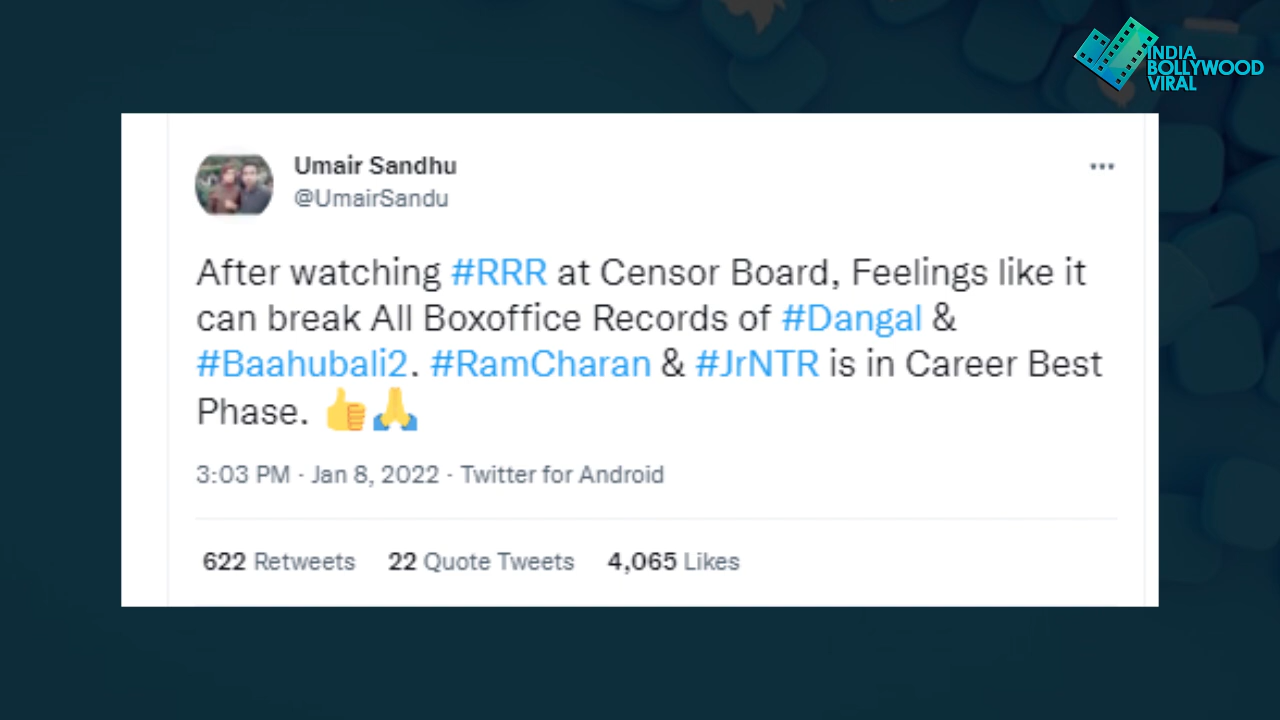 INDIA
BOLLYWOOD
VIRAL
Umair Sandhu
@UmairSandu
After watching #RRR at Censor Board, Feelings like it
can break All Boxoffice Records of #Dangal &
#Baahubali2. #RamCharan & #JrNTR is in Career Best
Phase. 👍🙏
3:03 PM · Jan 8, 2022 · Twitter for Android
622 Retweets 22 Quote Tweets 4,065 Likes